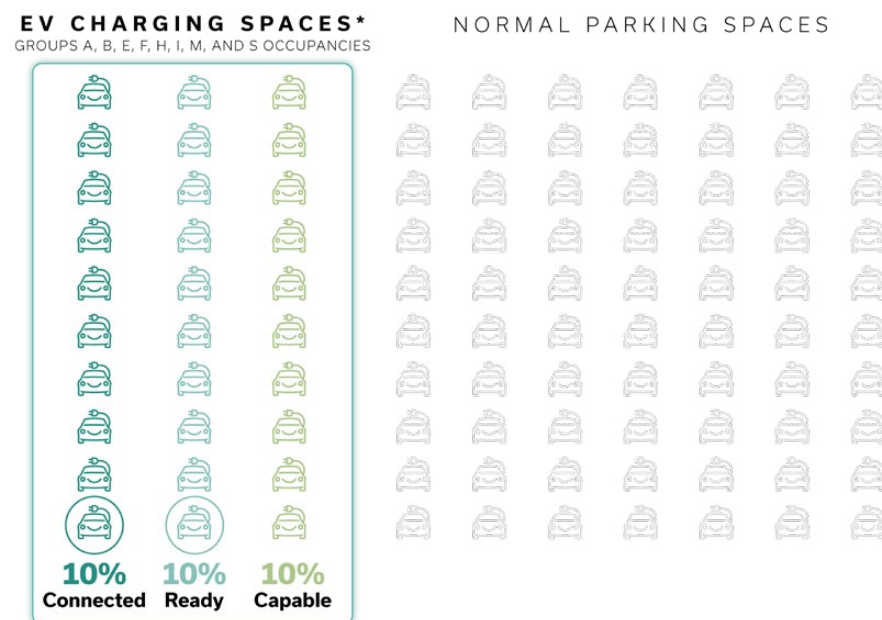 EV CHARGING SPACES*
GROUPS A, B, E, F, H, I, M, AND S OCCUPANCIES
NORMAL PARKING SPACES
10% 10% 10%
Connected Ready Capable